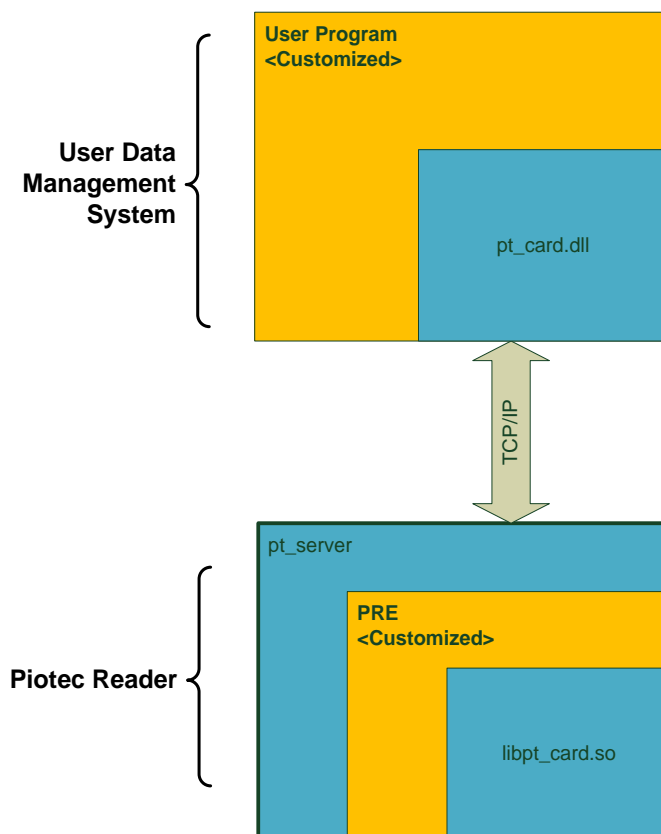 User Program
<Customized>
User Data
Management
System
pt_card.dll
TCP/IP
pt_server
PRE
<Customized>
Piotec Reader
libpt_card.so